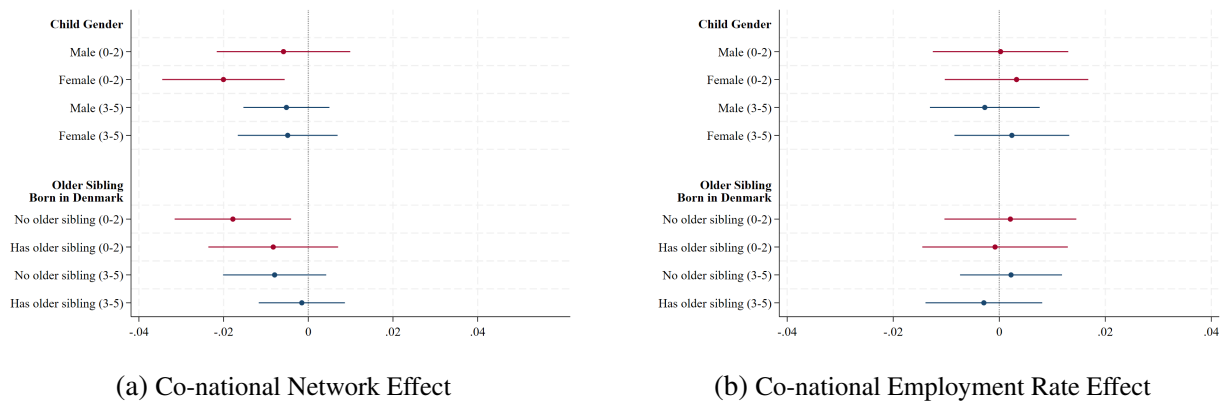 Child Gender
Male (0-2)
Female (0-2)
Male (3-5)
Female (3-5)
Older Sibling
Born in Denmark
No older sibling (0-2)
Has older sibling (0-2)
No older sibling (3-5)
Has older sibling (3-5)
-.04 -.02 0 .02 .04
(a) Co-national Network Effect
Child Gender
Male (0-2)
Female (0-2)
Male (3-5)
Female (3-5)
Older Sibling
Born in Denmark
No older sibling (0-2)
Has older sibling (0-2)
No older sibling (3-5)
Has older sibling (3-5)
-.04 -.02 0 .02 .04
(b) Co-national Employment Rate Effect